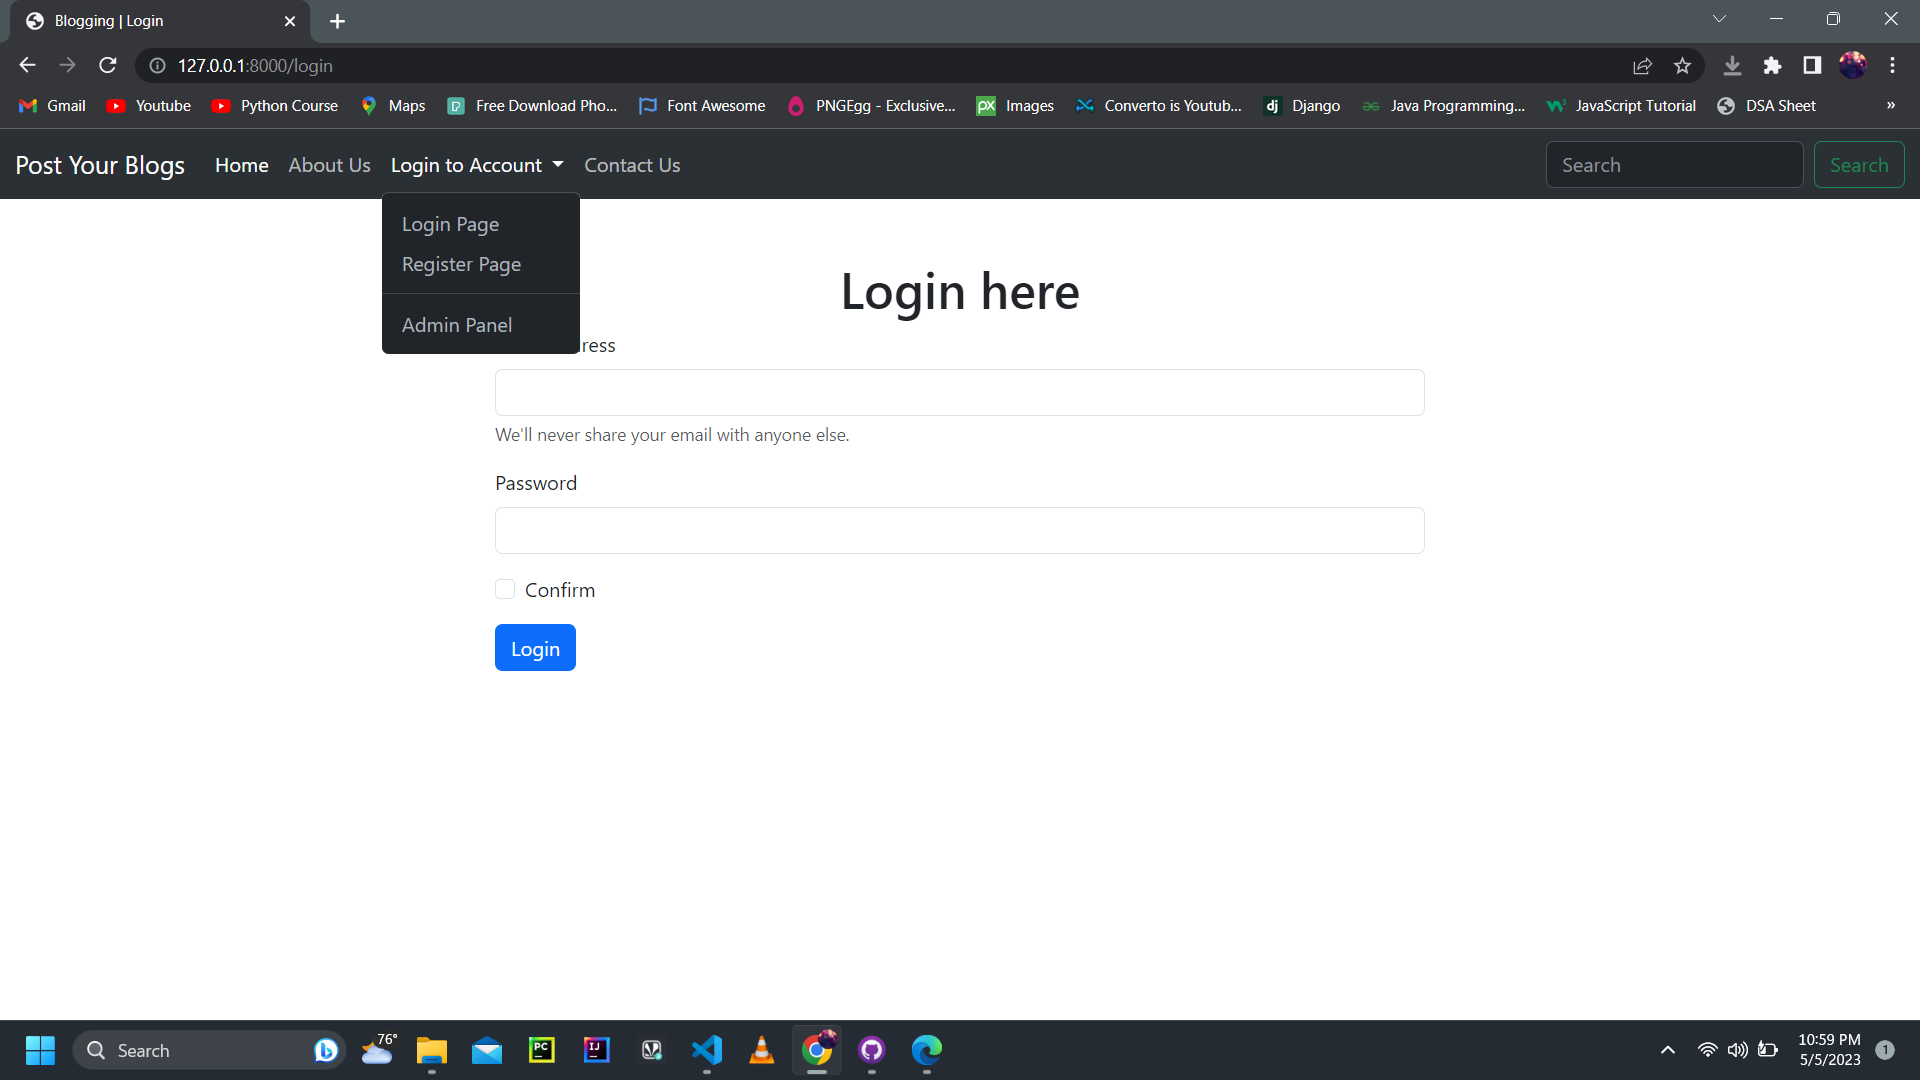 Blogging | Login
127.0.0.1:8000/login
Gmail Youtube Python Course Maps Free Download Pho... Font Awesome PNGEgg - Exclusive... Images Converto is Youtub... Django Java Programming... JavaScript Tutorial DSA Sheet »
Post Your Blogs Home About Us Login to Account Contact Us Search Search
Login Page
Register Page
Admin Panel
Login here
ress
We'll never share your email with anyone else.
Password
Confirm
Login
Search 76° PC IJ 10:59 PM
5/5/2023 1